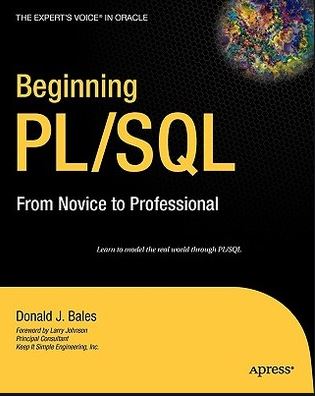 THE EXPERT'S VOICE® IN ORACLE
Beginning
PL/SQL
From Novice to Professional
Learn to model the real world through PL/SQL
Donald J. Bales
Foreword by Larry Johnson
Principal Consultant
Keep It Simple Engineering, Inc.
Apress®